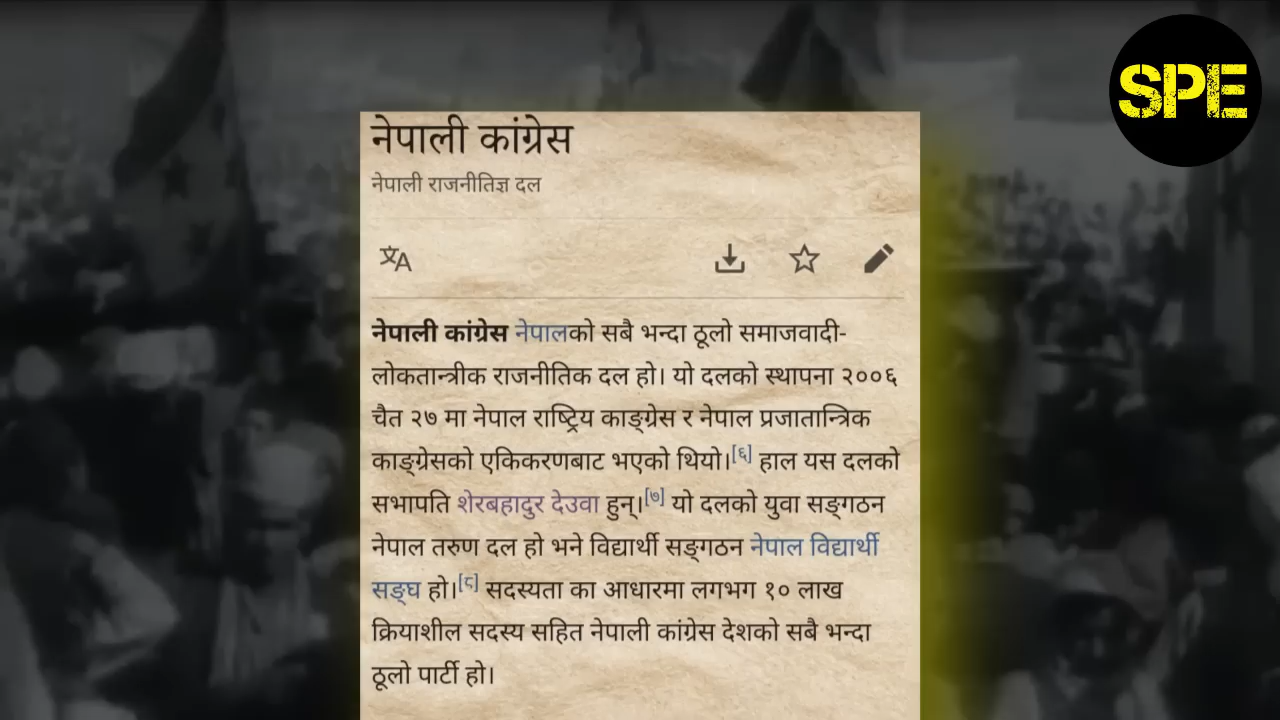 SPE
नेपाली कांग्रेस
नेपाली राजनीतिज्ञ दल
नेपाली कांग्रेस नेपालको सबै भन्दा ठूलो समाजवादी-
लोकतान्त्रीक राजनीतिक दल हो। यो दलको स्थापना २००६
चैत २७ मा नेपाल राष्ट्रिय काङ्ग्रेस र नेपाल प्रजातान्त्रिक
काङ्ग्रेसको एकिकरणबाट भएको थियो।[६] हाल यस दलको
सभापति शेरबहादुर देउवा हुन्।[७] यो दलको युवा सङ्गठन
नेपाल तरुण दल हो भने विद्यार्थी सङ्गठन नेपाल विद्यार्थी
सङ्घ हो।[८] सदस्यता का आधारमा लगभग १० लाख
क्रियाशील सदस्य सहित नेपाली कांग्रेस देशको सबै भन्दा
ठूलो पार्टी हो।